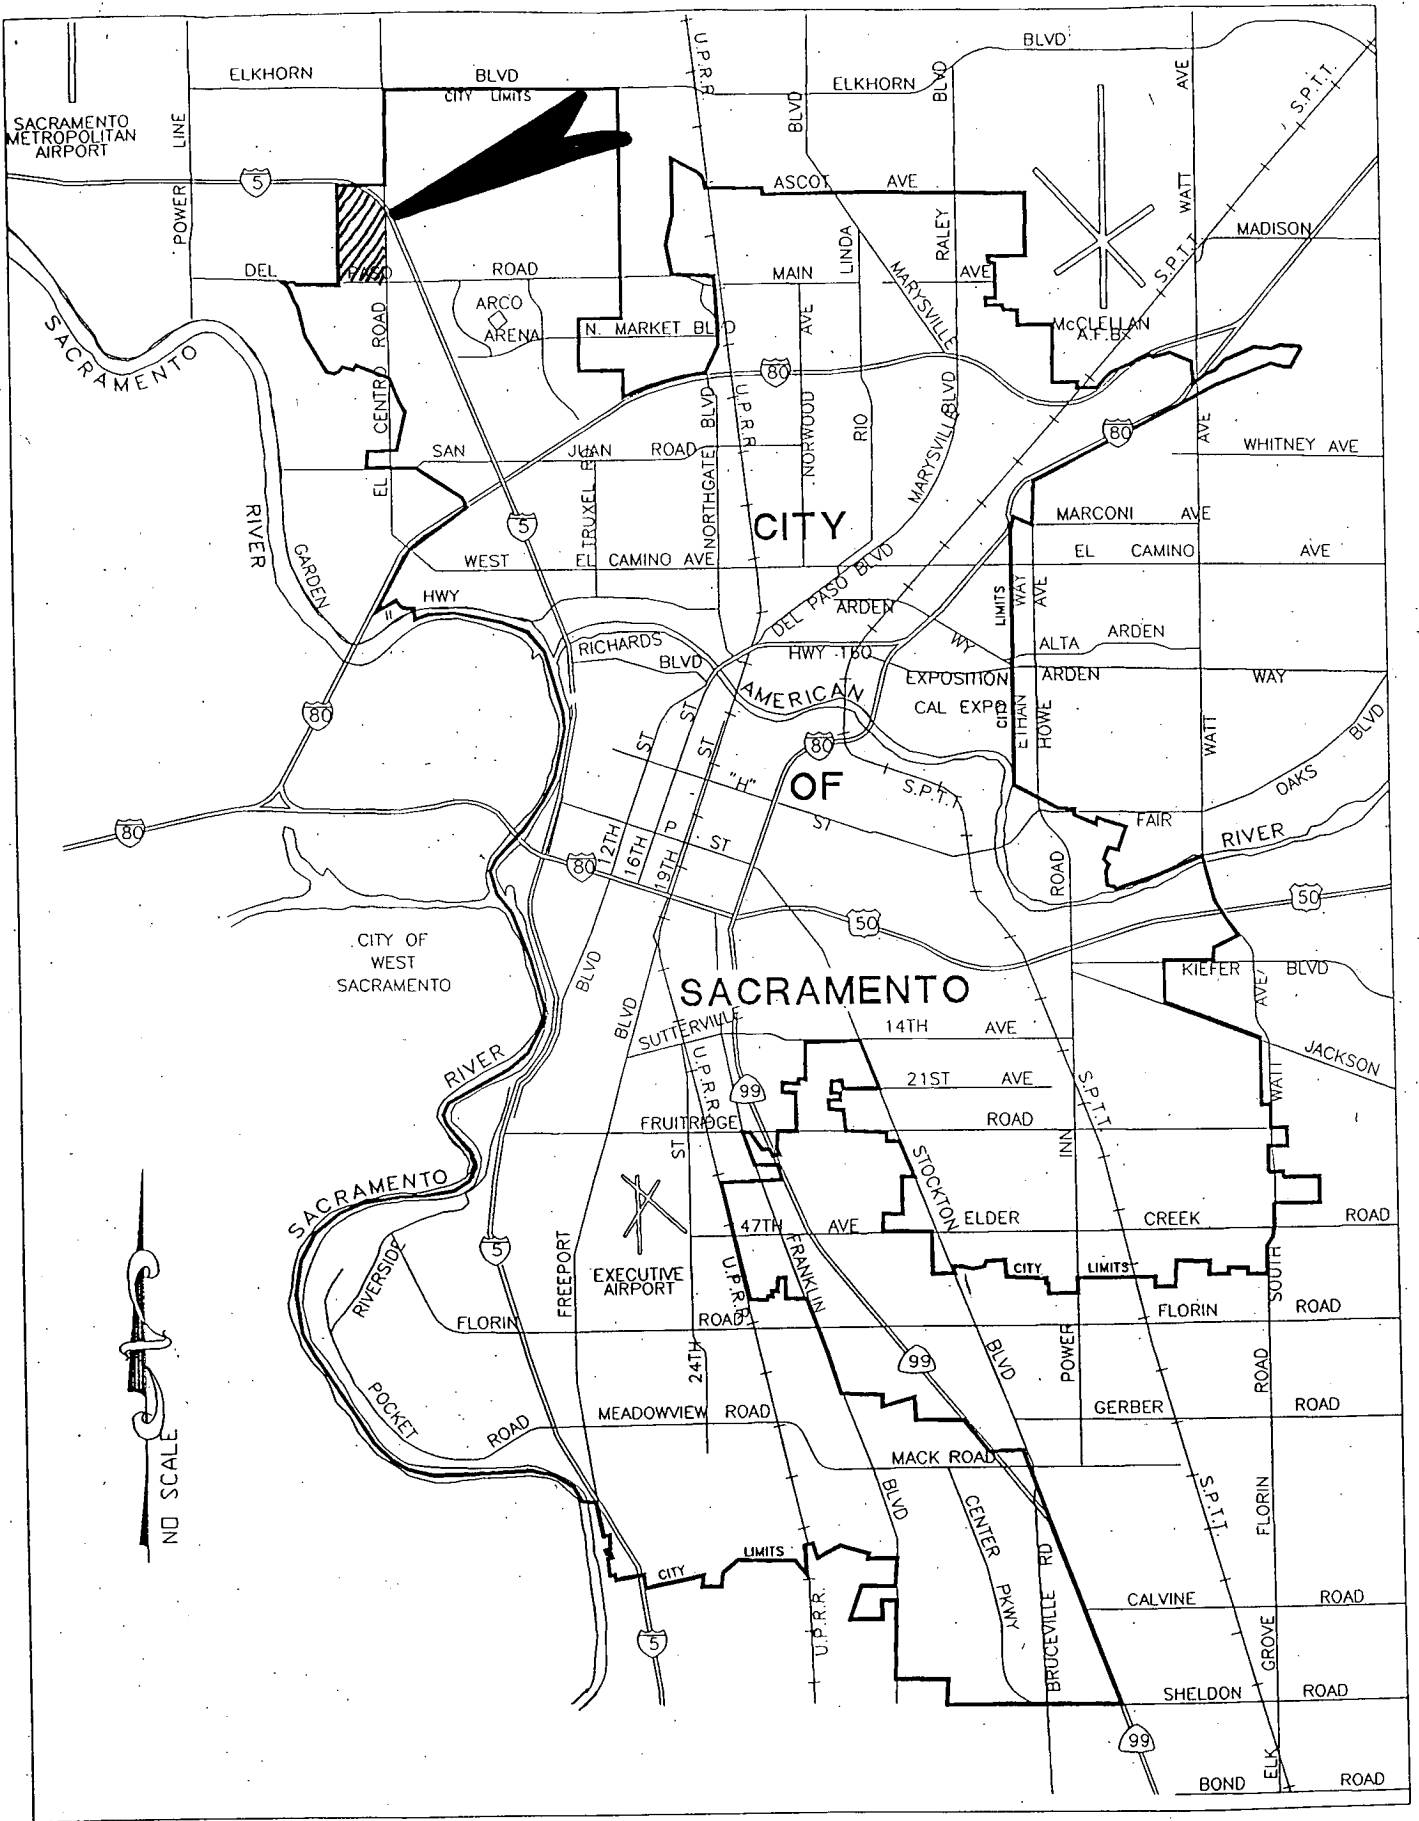 BLVD
ELKHORN BLVD
CITY LIMITS
ELKHORN
BLVD
U.P.R.R.
BLVD
AVE
S.P.T.T.
SACRAMENTO
METROPOLITAN
AIRPORT
POWER LINE
5
ASCOT AVE
WATT
RALEY
LINDA
MADISON
S.P.T.T.
DEL PASO ROAD
MAIN AVE
MARYSVILLE
ARCO
ARENA
N. MARKET BLVD
AVE
McCLELLAN
A.F.B.
SACRAMENTO
ROAD
CENTRO
EL
80
U.P.R.R.
BLVD
NORWOOD
RIO
BLVD
MARYSVILLE
80
AVE
WHITNEY AVE
SAN JUAN ROAD
TRUXEL
NORTHGATE
RIVER
5
CITY
MARCONI AVE
WEST EL CAMINO AVE
EL CAMINO AVE
GARDEN HWY
DEL PASO BLVD
ARDEN
WY
LIMITS
WAY
AVE
ALTA ARDEN
RICHARDS
BLVD
HWY 160
EXPOSITION
ARDEN WAY
AMERICAN
CAL EXPO
CITY
ETHAN
HOWE
WATT
BLVD
OAKS
FAIR
80
ST
ST
ST
"H" ST
80
OF
S.P.T.T.
RIVER
80
12TH
16TH
19TH
P ST
80
ROAD
50
50
CITY OF
WEST
SACRAMENTO
BLVD
BLVD
SACRAMENTO
KIEFER BLVD
AVE
SUTTERVILLE
14TH AVE
JACKSON
RIVER
U.P.R.R.
99
21ST AVE
S.P.T.T.
WATT
FRUITRIDGE ROAD
ST
INN
STOCKTON
SACRAMENTO
47TH AVE
ELDER CREEK ROAD
RIVERSIDE
5
FREEPORT
EXECUTIVE
AIRPORT
U.P.R.R.
FRANKLIN
CITY LIMITS
SOUTH
FLORIN ROAD
FLORIN ROAD
24TH
99
BLVD
POWER
ROAD
POCKET
ROAD
MEADOWVIEW ROAD
GERBER ROAD
MACK ROAD
NO SCALE
BLVD
CENTER PKWY
BRUCEVILLE RD
S.P.T.T.
FLORIN
CITY LIMITS
U.P.R.R.
CALVINE ROAD
5
GROVE
SHELDON ROAD
99
ELK
BOND ROAD